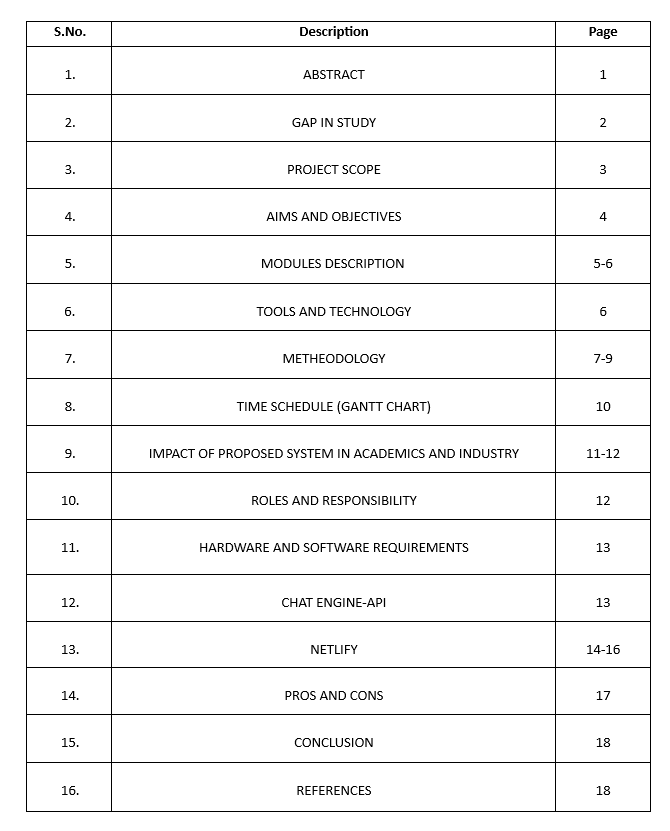 S.No. Description Page
1. ABSTRACT 1
2. GAP IN STUDY 2
3. PROJECT SCOPE 3
4. AIMS AND OBJECTIVES 4
5. MODULES DESCRIPTION 5-6
6. TOOLS AND TECHNOLOGY 6
7. METHEODOLOGY 7-9
8. TIME SCHEDULE (GANTT CHART) 10
9. IMPACT OF PROPOSED SYSTEM IN ACADEMICS AND INDUSTRY 11-12
10. ROLES AND RESPONSIBILITY 12
11. HARDWARE AND SOFTWARE REQUIREMENTS 13
12. CHAT ENGINE-API 13
13. NETLIFY 14-16
14. PROS AND CONS 17
15. CONCLUSION 18
16. REFERENCES 18